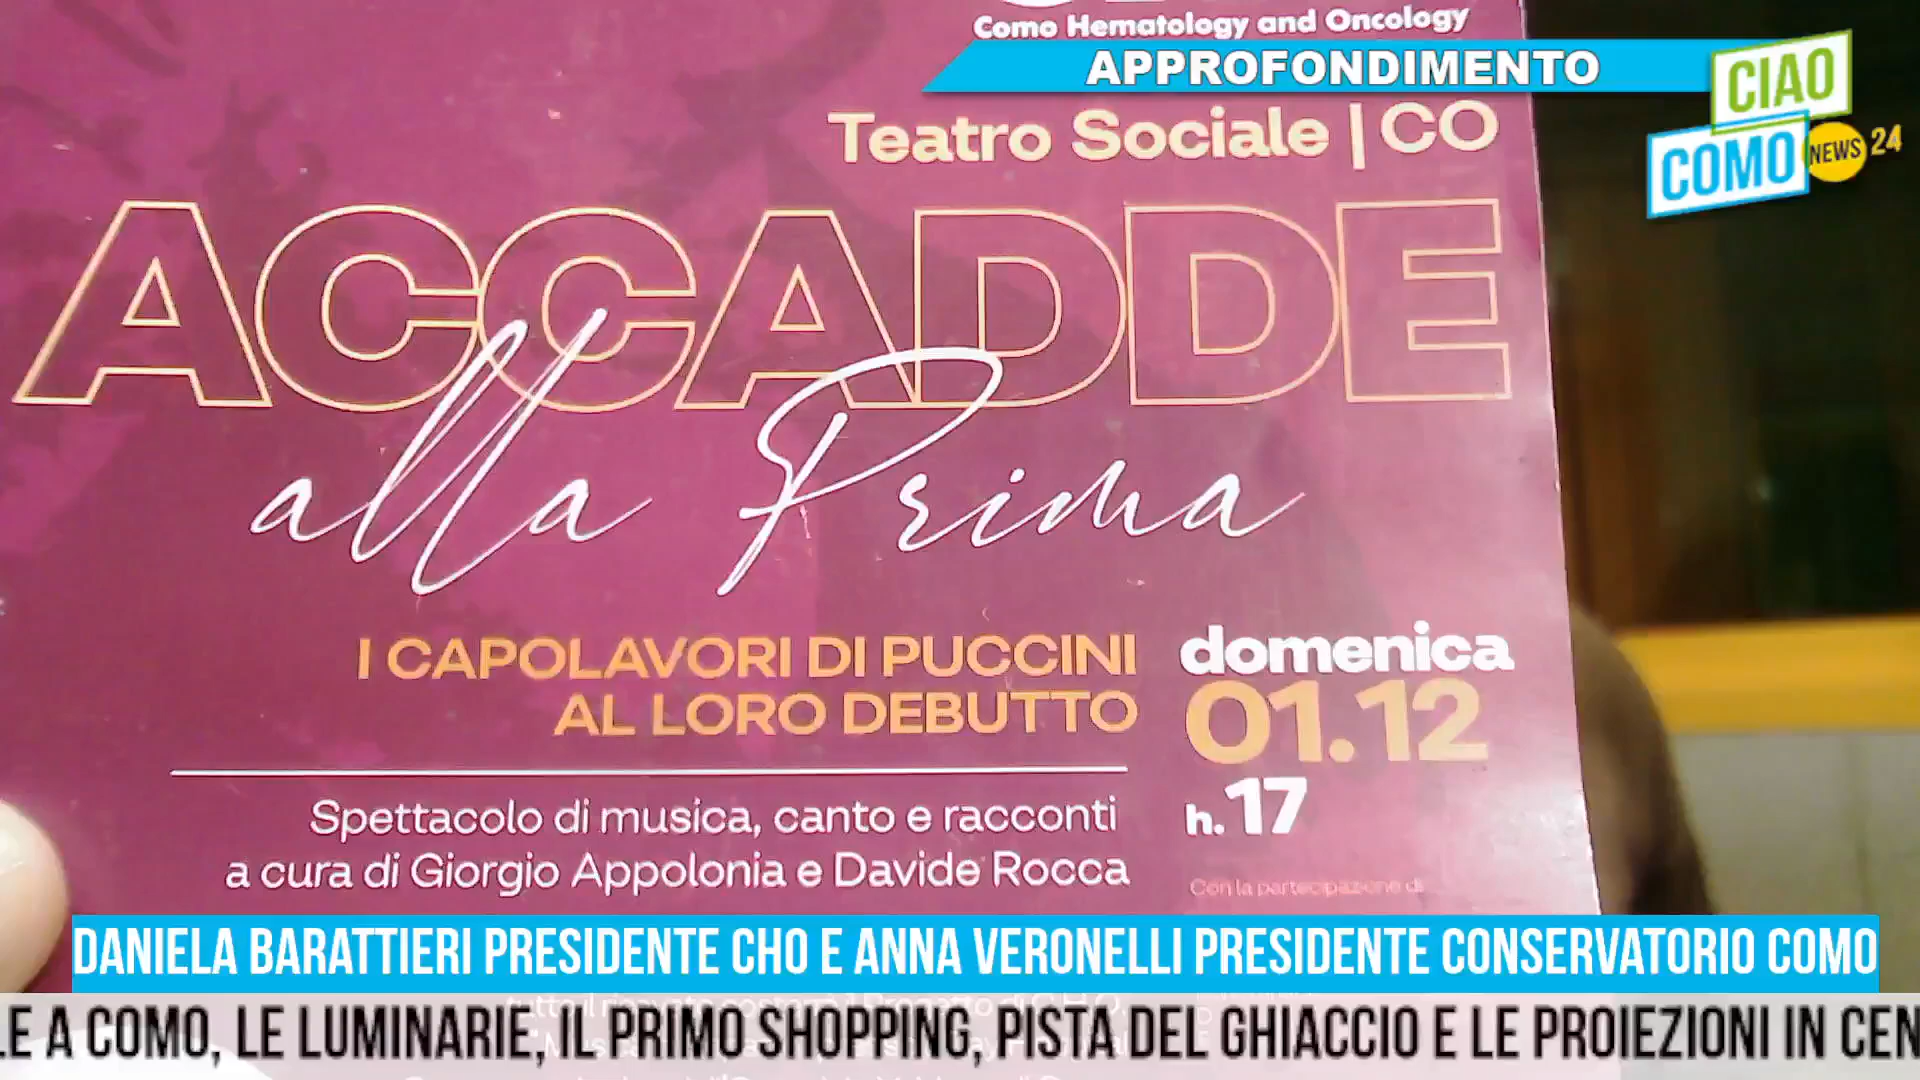 Como Hematology and Oncology
APPROFONDIMENTO
CIAO
COMO NEWS 24
Teatro Sociale | CO
ACCADDE
alla Prima
I CAPOLAVORI DI PUCCINI
AL LORO DEBUTTO
domenica
01.12
h. 17
Spettacolo di musica, canto e racconti
a cura di Giorgio Appolonia e Davide Rocca
Con la partecipazione di
DANIELA BARATTIERI PRESIDENTE CHO E ANNA VERONELLI PRESIDENTE CONSERVATORIO COMO
LE A COMO, LE LUMINARIE, IL PRIMO SHOPPING, PISTA DEL GHIACCIO E LE PROIEZIONI IN CEN